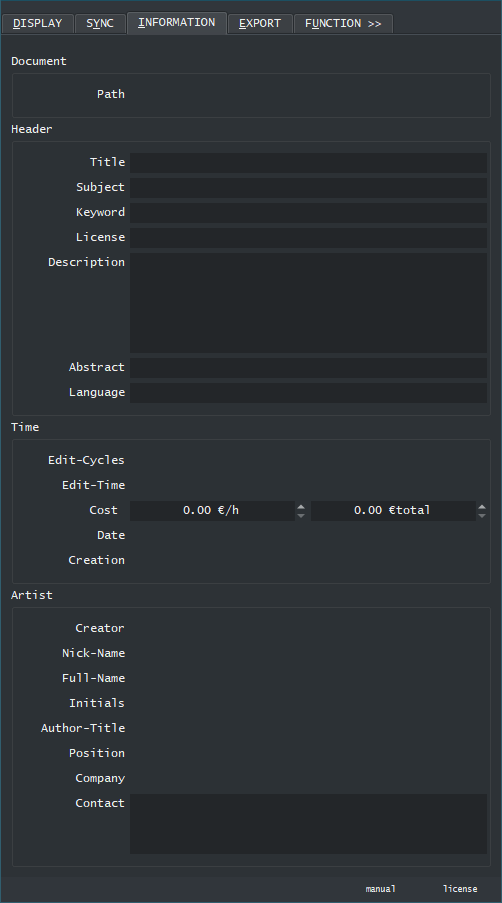 DISPLAY SYNC INFORMATION EXPORT FUNCTION >>
Document
Path
Header
Title
Subject
Keyword
License
Description
Abstract
Language
Time
Edit-Cycles
Edit-Time
Cost 0.00 €/h 0.00 €total
Date
Creation
Artist
Creator
Nick-Name
Full-Name
Initials
Author-Title
Position
Company
Contact
manual license